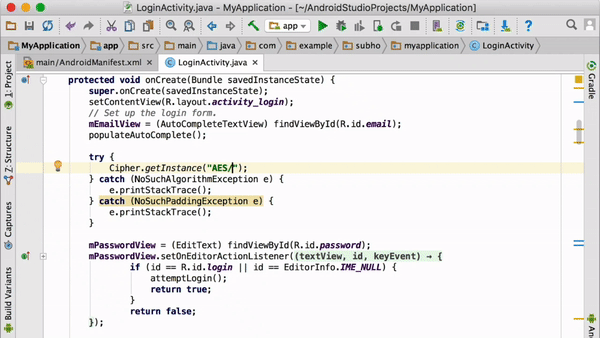 LoginActivity.java - MyApplication - [~/AndroidStudioProjects/MyApplication]
app
MyApplication app src main java com example subho myapplication LoginActivity
main/AndroidManifest.xml LoginActivity.java
1: Project
7: Structure
Captures
Build Variants
Gradle
protected void onCreate(Bundle savedInstanceState) {
super.onCreate(savedInstanceState);
setContentView(R.layout.activity_login);
// Set up the login form.
mEmailView = (AutoCompleteTextView) findViewById(R.id.email);
populateAutoComplete();
try {
Cipher.getInstance("AES/");
} catch (NoSuchAlgorithmException e) {
e.printStackTrace();
} catch (NoSuchPaddingException e) {
e.printStackTrace();
}
mPasswordView = (EditText) findViewById(R.id.password);
mPasswordView.setOnEditorActionListener((textView, id, keyEvent) → {
if (id == R.id.login || id == EditorInfo.IME_NULL) {
attemptLogin();
return true;
}
return false;
});